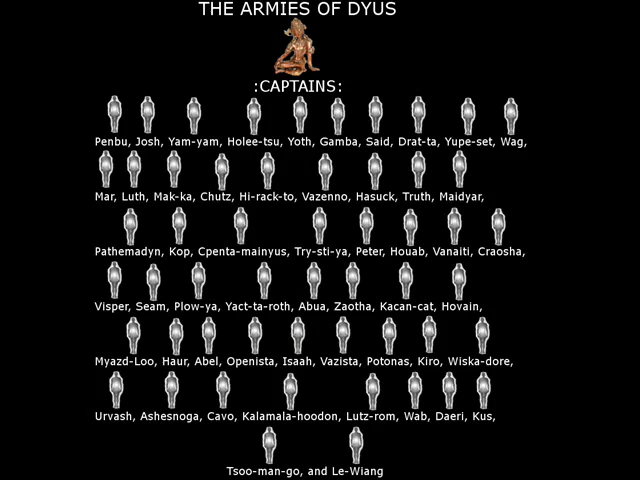 THE ARMIES OF DYUS
:CAPTAINS:
Penbu, Josh, Yam-yam, Holee-tsu, Yoth, Gamba, Said, Drat-ta, Yupe-set, Wag,
Mar, Luth, Mak-ka, Chutz, Hi-rack-to, Vazenno, Hasuck, Truth, Maidyar,
Pathemadyn, Kop, Cpenta-mainyus, Try-sti-ya, Peter, Houab, Vanaiti, Craosha,
Visper, Seam, Plow-ya, Yact-ta-roth, Abua, Zaotha, Kacan-cat, Hovain,
Myazd-Loo, Haur, Abel, Openista, Isaah, Vazista, Potonas, Kiro, Wiska-dore,
Urvash, Ashesnoga, Cavo, Kalamala-hoodon, Lutz-rom, Wab, Daeri, Kus,
Tsoo-man-go, and Le-Wiang